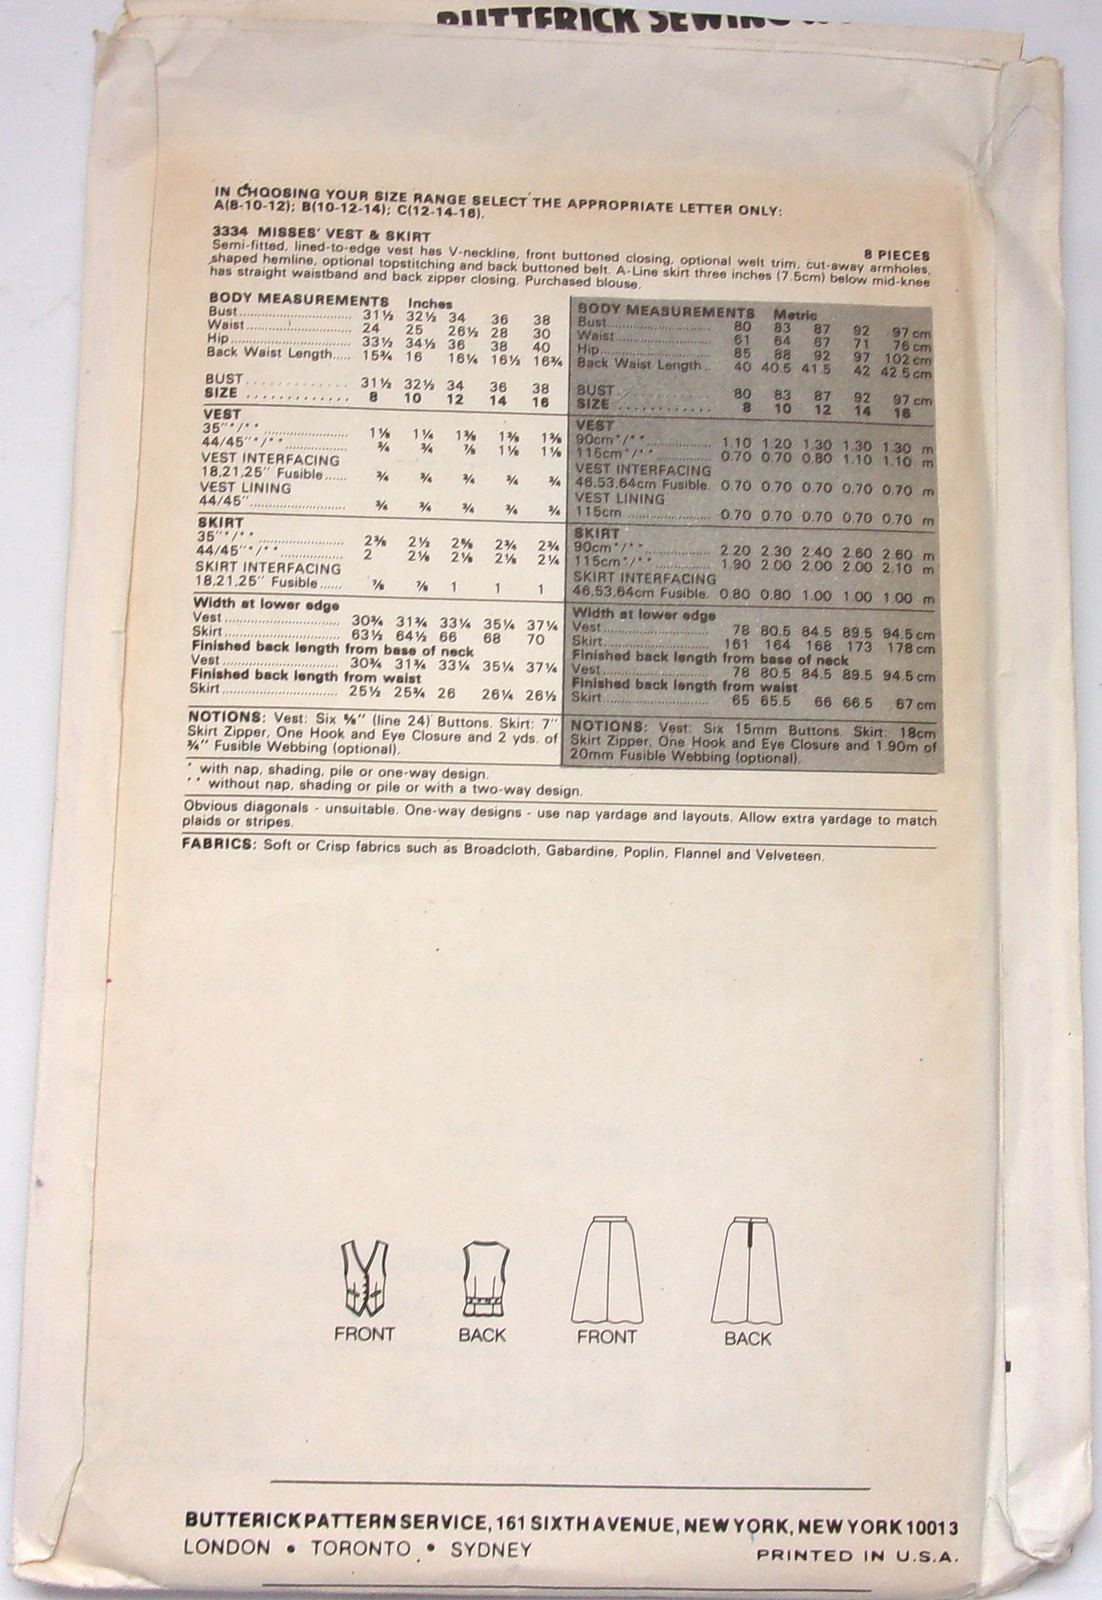 BUTTERICK SEWING
IN CHOOSING YOUR SIZE RANGE SELECT THE APPROPRIATE LETTER ONLY:
A(8-10-12); B(10-12-14); C(12-14-16).
3334 MISSES' VEST & SKIRT 8 PIECES
Semi-fitted, lined-to-edge vest has V-neckline, front buttoned closing, optional welt trim, cut-away armholes,
shaped hemline, optional topstitching and back buttoned belt. A-Line skirt three inches (7.5cm) below mid-knee
has straight waistband and back zipper closing. Purchased blouse.
BODY MEASUREMENTS Inches
Bust 31½ 32½ 34 36 38
Waist 24 25 26½ 28 30
Hip 33½ 34½ 36 38 40
Back Waist Length 15¾ 16 16¼ 16½ 16¾
BUST 31½ 32½ 34 36 38
SIZE 8 10 12 14 16
VEST
35"*/** 1⅛ 1¼ 1⅜ 1⅜ 1⅜
44/45"*/** ¾ ¾ ⅞ 1⅛ 1⅛
VEST INTERFACING
18,21,25" Fusible ¾ ¾ ¾ ¾ ¾
VEST LINING
44/45" ¾ ¾ ¾ ¾ ¾
SKIRT
35"*/** 2⅜ 2½ 2⅝ 2¾ 2¾
44/45"*/** 2 2⅛ 2⅛ 2⅛ 2¼
SKIRT INTERFACING
18,21,25" Fusible ⅞ ⅞ 1 1 1
Width at lower edge
Vest 30¾ 31¾ 33¼ 35¼ 37¼
Skirt 63½ 64½ 66 68 70
Finished back length from base of neck
Vest 30¾ 31¾ 33¼ 35¼ 37¼
Finished back length from waist
Skirt 25½ 25¾ 26 26¼ 26½
NOTIONS: Vest: Six ⅝" (line 24) Buttons. Skirt: 7"
Skirt Zipper, One Hook and Eye Closure and 2 yds. of
¾" Fusible Webbing (optional).
BODY MEASUREMENTS Metric
Bust 80 83 87 92 97 cm
Waist 61 64 67 71 76 cm
Hip 85 88 92 97 102 cm
Back Waist Length 40 40.5 41.5 42 42.5 cm
BUST 80 83 87 92 97 cm
SIZE 8 10 12 14 16
VEST
90cm*/** 1.10 1.20 1.30 1.30 1.30 m
115cm*/** 0.70 0.70 0.80 1.10 1.10 m
VEST INTERFACING
46,53,64cm Fusible. 0.70 0.70 0.70 0.70 0.70 m
VEST LINING
115cm 0.70 0.70 0.70 0.70 0.70 m
SKIRT
90cm*/** 2.20 2.30 2.40 2.60 2.60 m
115cm*/** 1.90 2.00 2.00 2.00 2.10 m
SKIRT INTERFACING
46,53,64cm Fusible. 0.80 0.80 1.00 1.00 1.00 m
Width at lower edge
Vest 78 80.5 84.5 89.5 94.5 cm
Skirt 161 164 168 173 178 cm
Finished back length from base of neck
Vest 78 80.5 84.5 89.5 94.5 cm
Finished back length from waist
Skirt 65 65.5 66 66.5 67 cm
NOTIONS: Vest: Six 15mm Buttons. Skirt: 18cm
Skirt Zipper, One Hook and Eye Closure and 1.90m of
20mm Fusible Webbing (optional).
* with nap, shading, pile or one-way design.
** without nap, shading or pile or with a two-way design.
Obvious diagonals - unsuitable. One-way designs - use nap yardage and layouts. Allow extra yardage to match
plaids or stripes.
FABRICS: Soft or Crisp fabrics such as Broadcloth, Gabardine, Poplin, Flannel and Velveteen.
FRONT BACK FRONT BACK
BUTTERICK PATTERN SERVICE, 161 SIXTH AVENUE, NEW YORK, NEW YORK 10013
LONDON • TORONTO • SYDNEY PRINTED IN U.S.A.